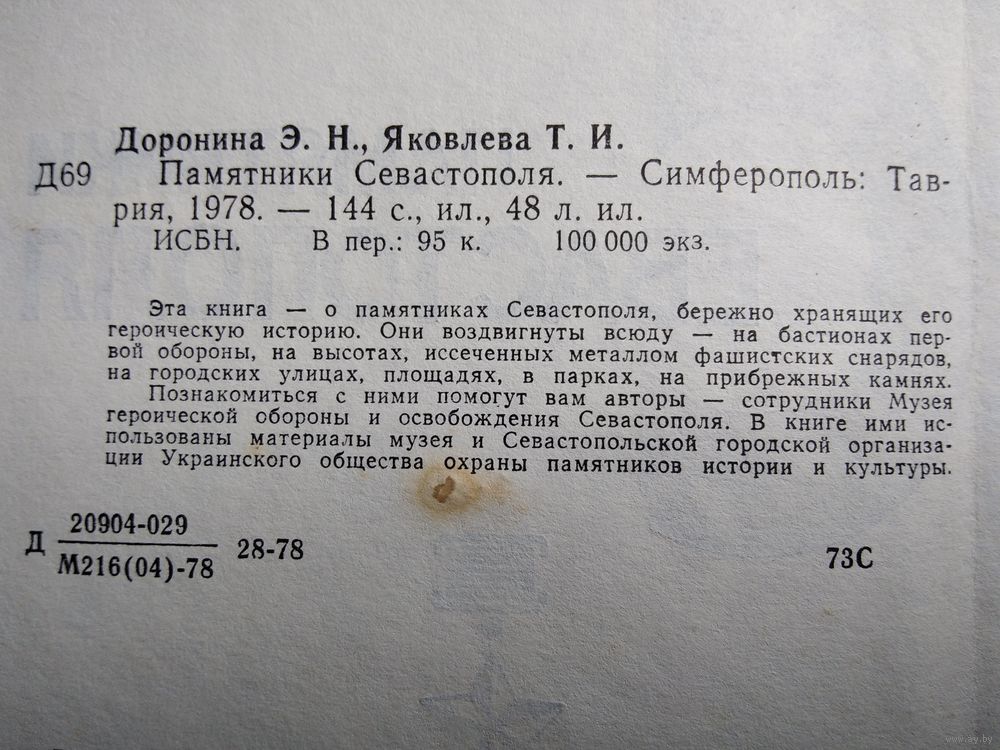 Доронина Э. Н., Яковлева Т. И.
Д69 Памятники Севастополя. — Симферополь: Тав-
рия, 1978. — 144 с., ил., 48 л. ил.
ИСБН. В пер.: 95 к. 100 000 экз.
Эта книга — о памятниках Севастополя, бережно хранящих его
героическую историю. Они воздвигнуты всюду — на бастионах пер-
вой обороны, на высотах, иссеченных металлом фашистских снарядов,
на городских улицах, площадях, в парках, на прибрежных камнях.
Познакомиться с ними помогут вам авторы — сотрудники Музея
героической обороны и освобождения Севастополя. В книге ими ис-
пользованы материалы музея и Севастопольской городской организа-
ции Украинского общества охраны памятников истории и культуры.
Д 20904-029 28-78
М216(04)-78
73С
www.ay.by